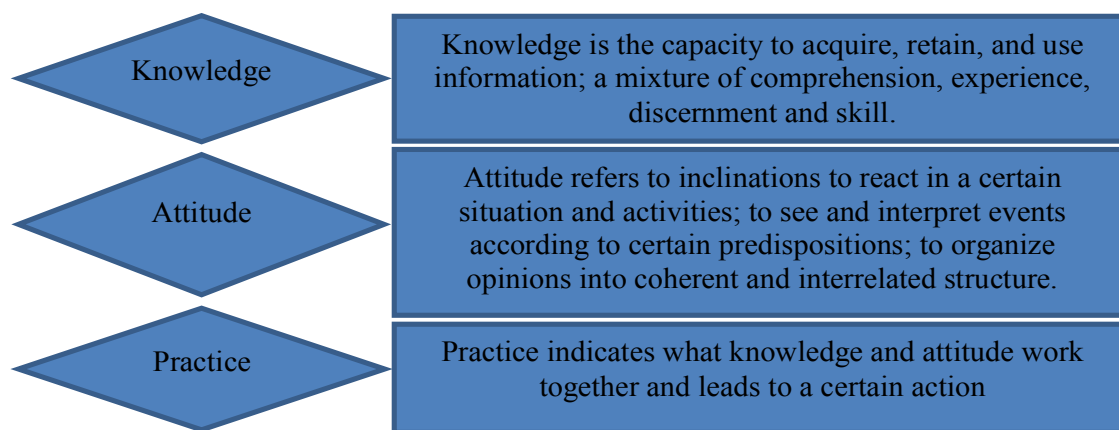 Knowledge
Knowledge is the capacity to acquire, retain, and use
information; a mixture of comprehension, experience,
discernment and skill.
Attitude
Attitude refers to inclinations to react in a certain
situation and activities; to see and interpret events
according to certain predispositions; to organize
opinions into coherent and interrelated structure.
Practice
Practice indicates what knowledge and attitude work
together and leads to a certain action